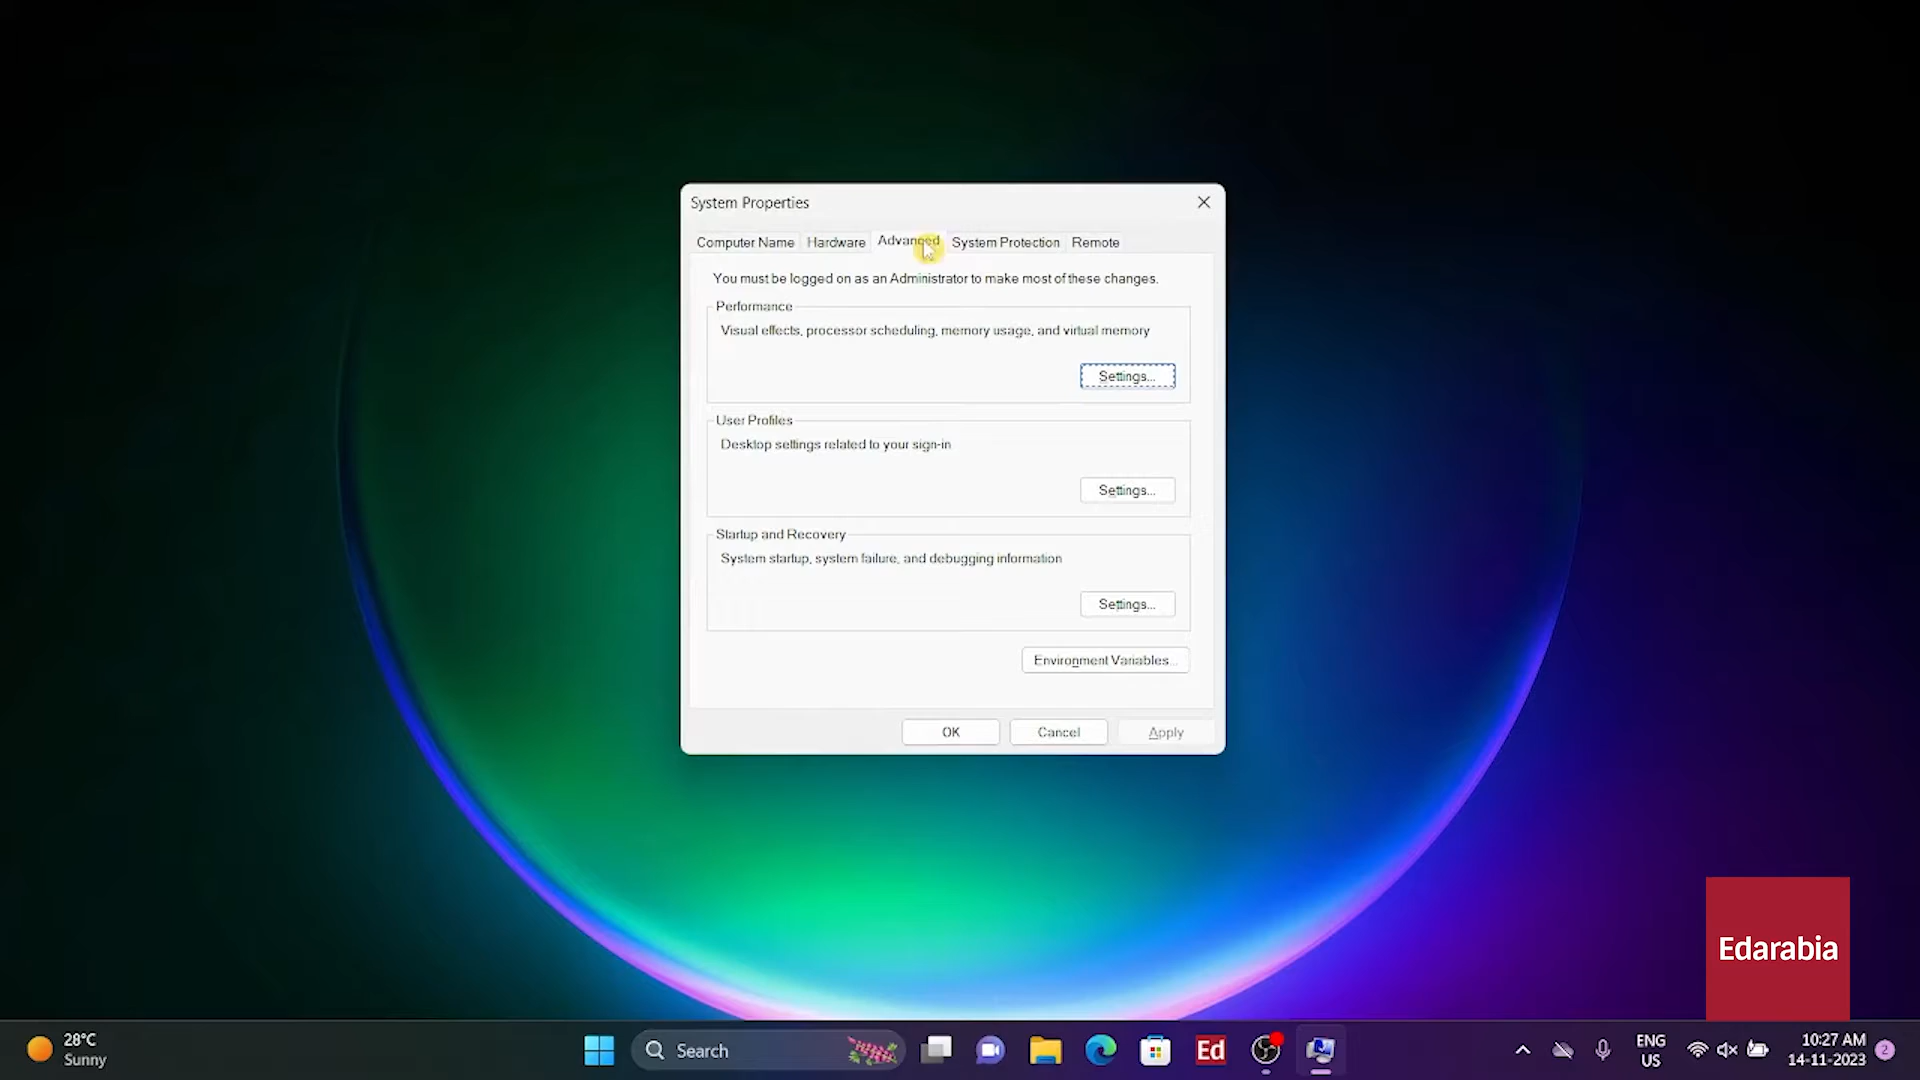 System Properties
Computer Name Hardware Advanced System Protection Remote
You must be logged on as an Administrator to make most of these changes.
Performance
Visual effects, processor scheduling, memory usage, and virtual memory
Settings...
User Profiles
Desktop settings related to your sign-in
Settings...
Startup and Recovery
System startup, system failure, and debugging information
Settings...
Environment Variables...
OK Cancel Apply
Edarabia
28°C
Sunny
Search
Ed
ENG
US
10:27 AM
14-11-2023
2